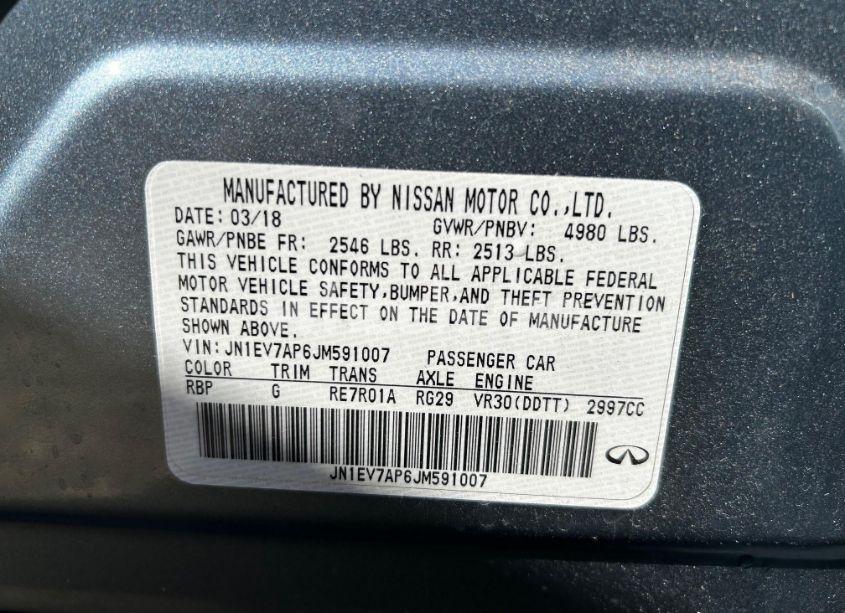 MANUFACTURED BY NISSAN MOTOR CO.,LTD.
DATE: 03/18 GVWR/PNBV: 4980 LBS.
GAWR/PNBE FR: 2546 LBS. RR: 2513 LBS.
THIS VEHICLE CONFORMS TO ALL APPLICABLE FEDERAL
MOTOR VEHICLE SAFETY,BUMPER,AND THEFT PREVENTION
STANDARDS IN EFFECT ON THE DATE OF MANUFACTURE
SHOWN ABOVE.
VIN: JN1EV7AP6JM591007 PASSENGER CAR
COLOR TRIM TRANS AXLE ENGINE
RBP G RE7R01A RG29 VR30(DDTT) 2997CC
JN1EV7AP6JM591007